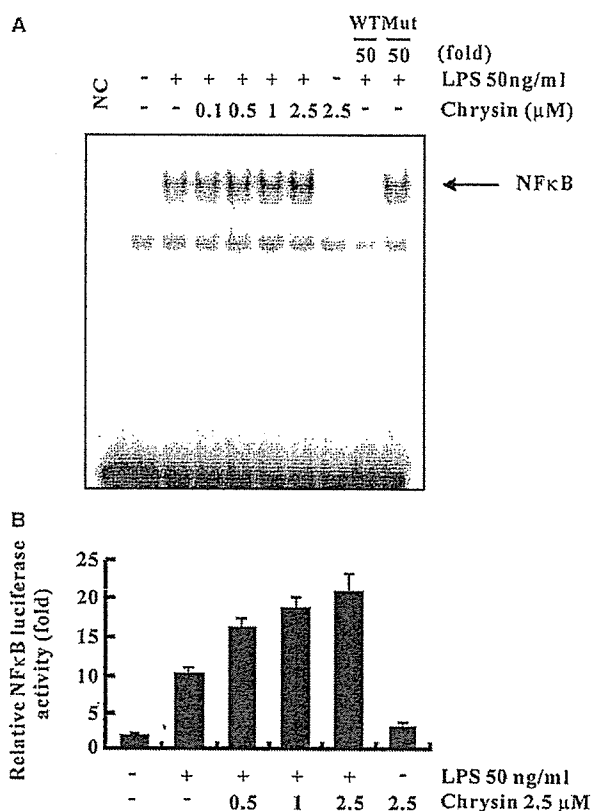 A
WT Mut
50 50 (fold)
NC - + + + + + - + + LPS 50ng/ml
- - 0.1 0.5 1 2.5 2.5 - - Chrysin (µM)
NFκB
B
Relative NFκB luciferase
activity (fold)
25
20
15
10
5
0
- + + + + - LPS 50 ng/ml
0.5 1 2.5 2.5 Chrysin 2.5 µM